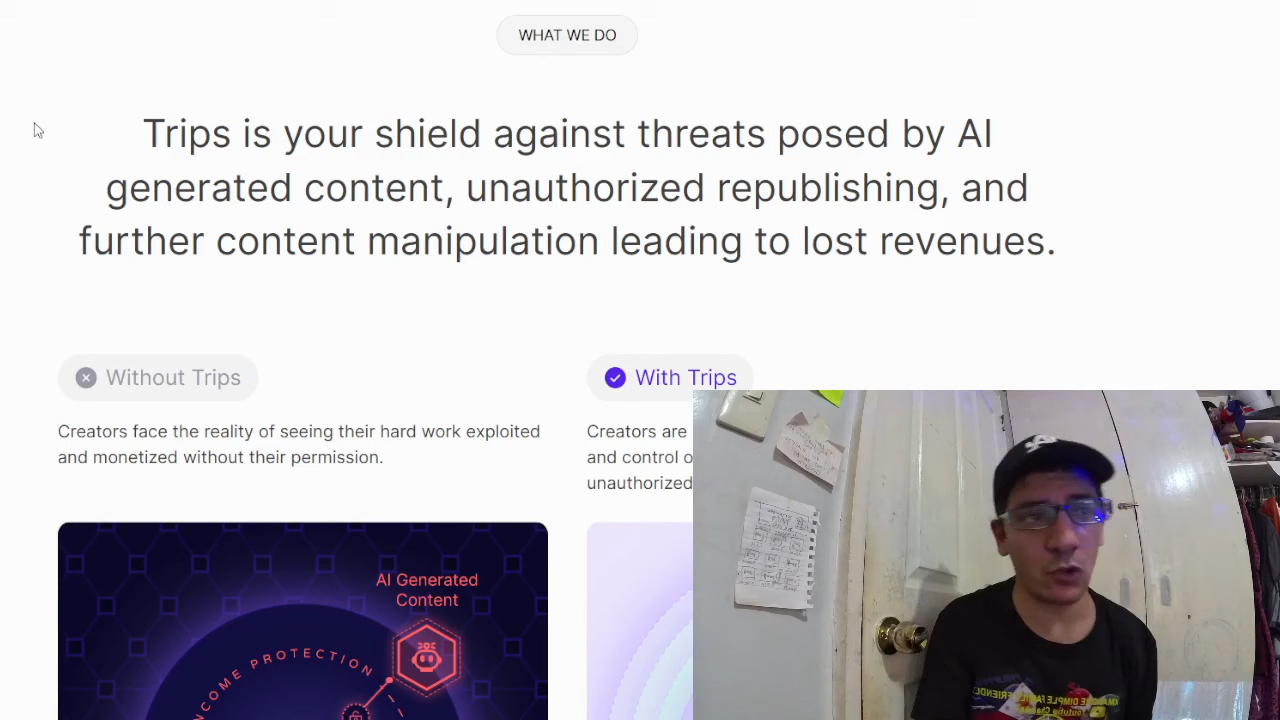 WHAT WE DO
Trips is your shield against threats posed by AI
generated content, unauthorized republishing, and
further content manipulation leading to lost revenues.
Without Trips
Creators face the reality of seeing their hard work exploited
and monetized without their permission.
With Trips
Creators are
and control o
unauthorized
AI Generated
Content
NCOME PROTECTION